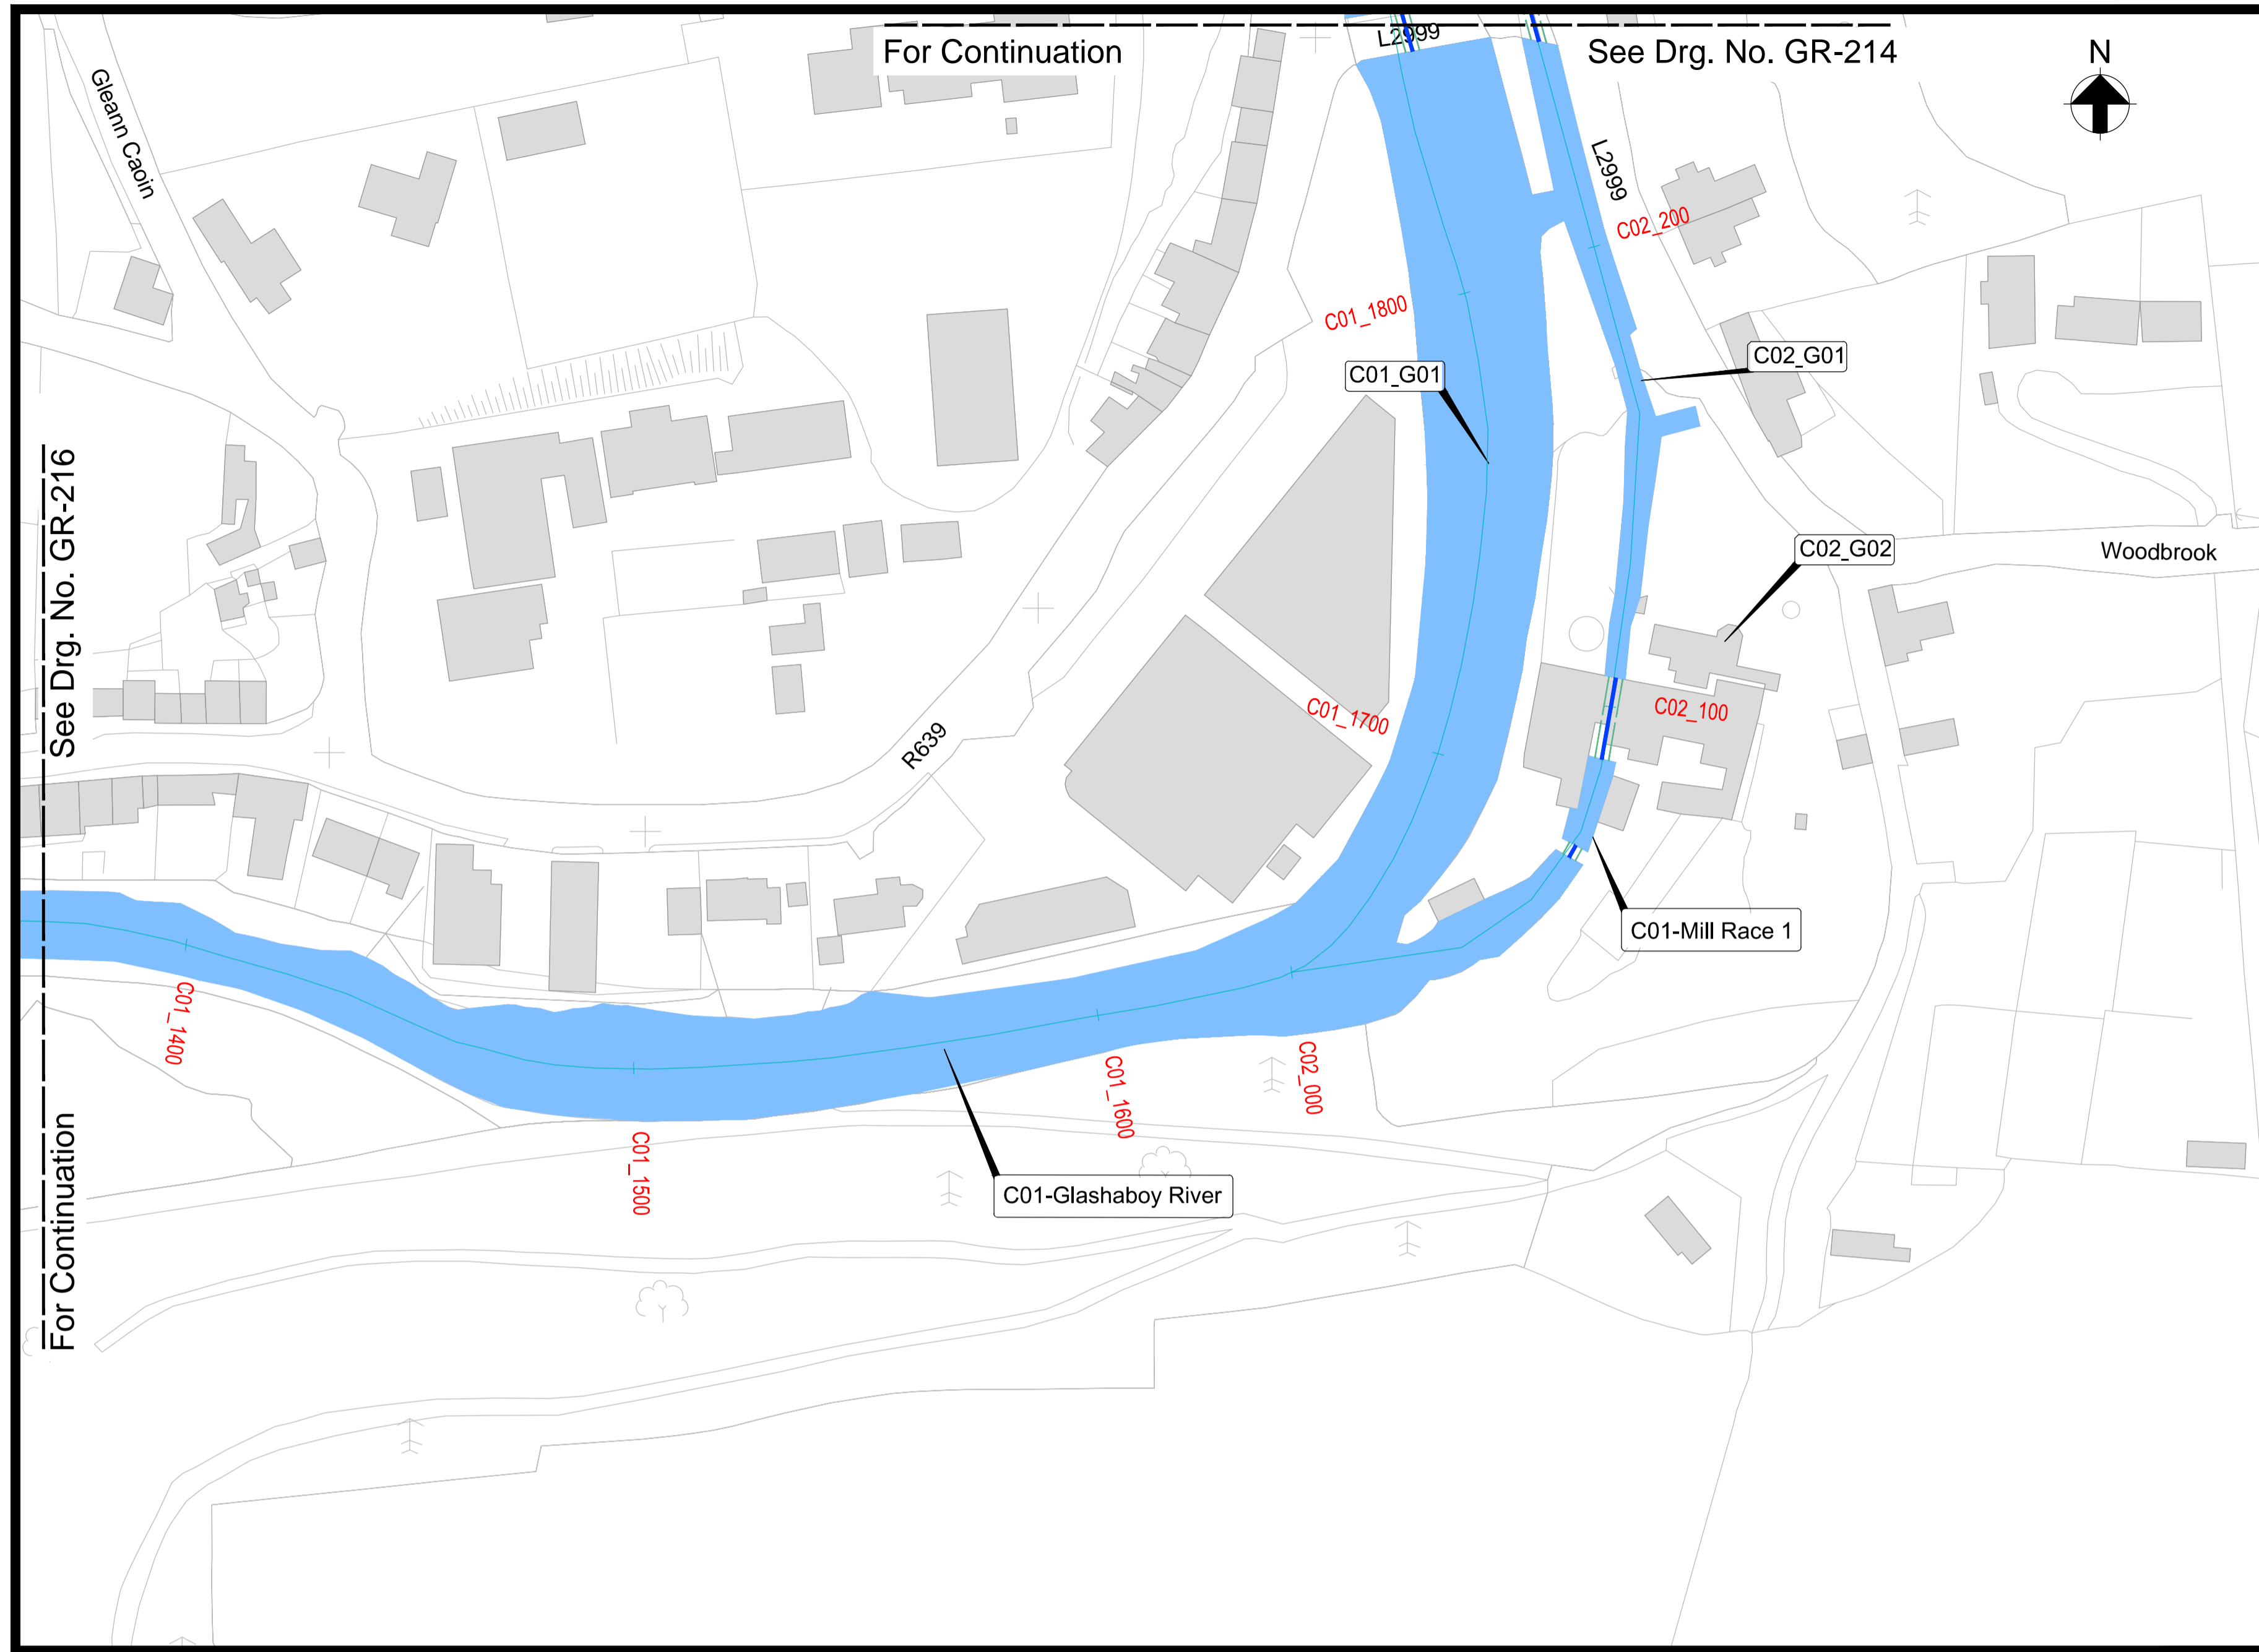 For Continuation
L2999
See Drg. No. GR-214
N
Gleann Caoin
L2999
C02_200
C01_1800
C02_G01
C01_G01
See Drg. No. GR-216
C02_G02
Woodbrook
C01_1700
C02_100
R639
C01-Mill Race 1
C01_1400
C01_1600
C02_000
C01_1500
For Continuation
C01-Glashaboy River